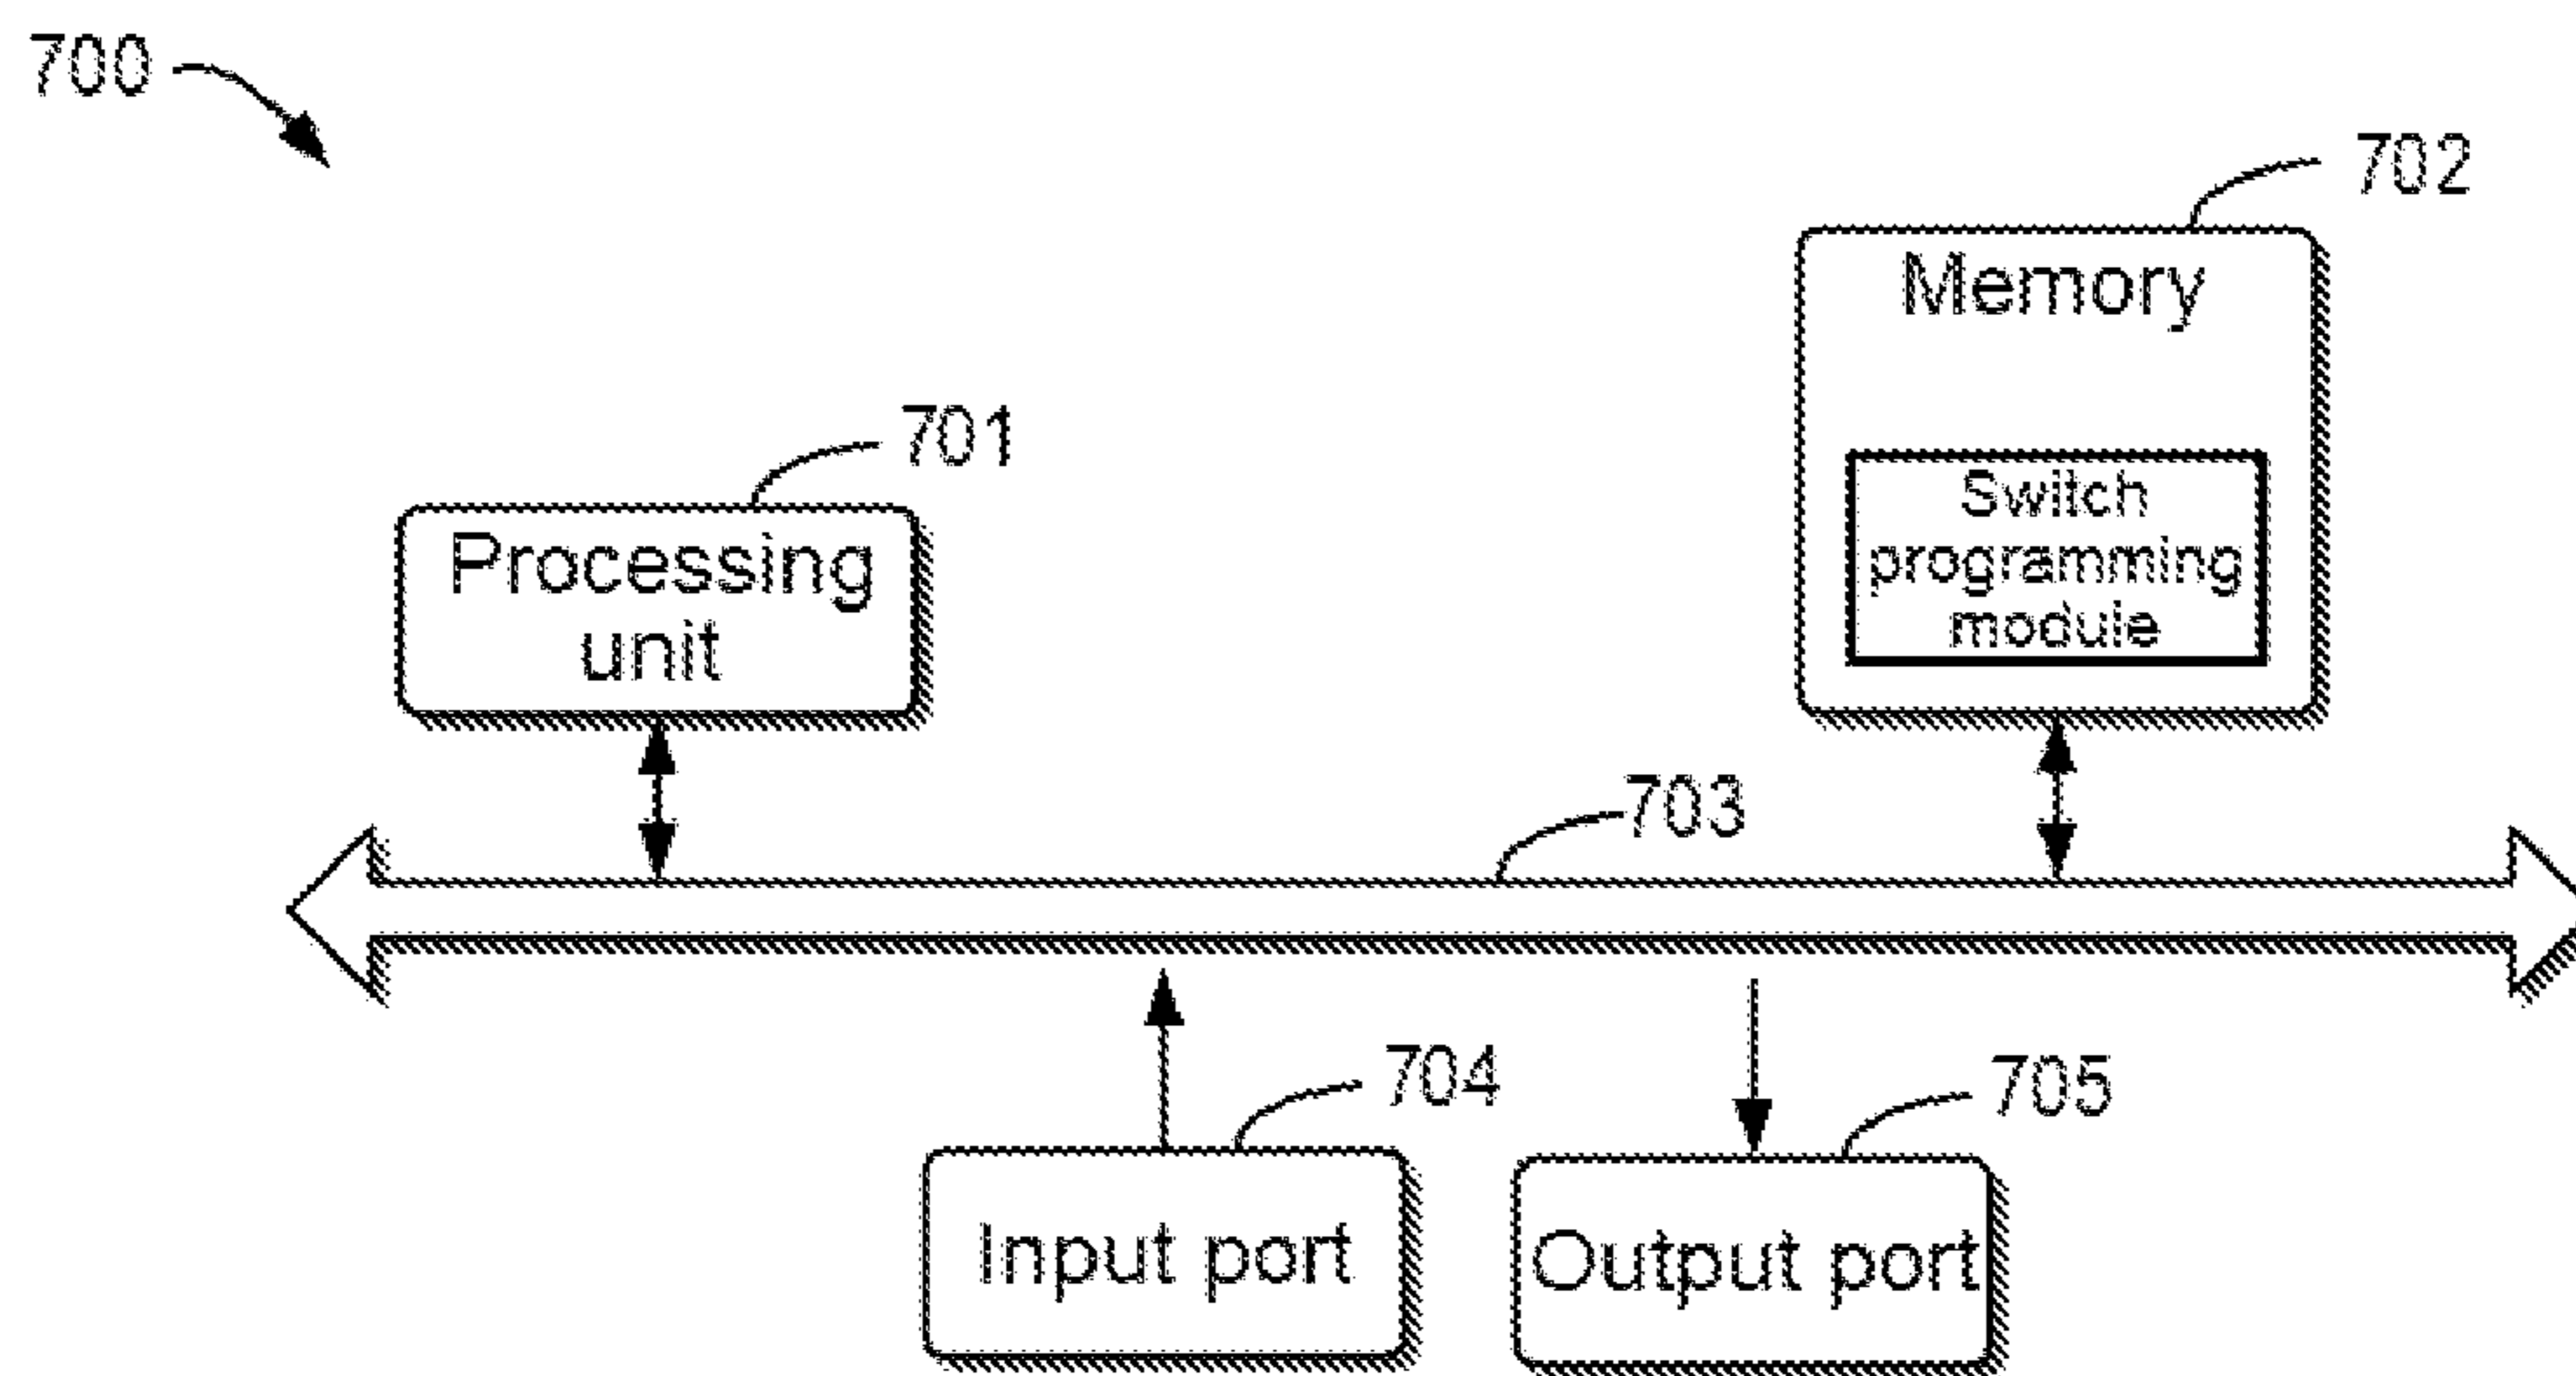 700
702
Memory
701
Switch
programming
module
Processing
unit
703
704
705
Input port
Output port